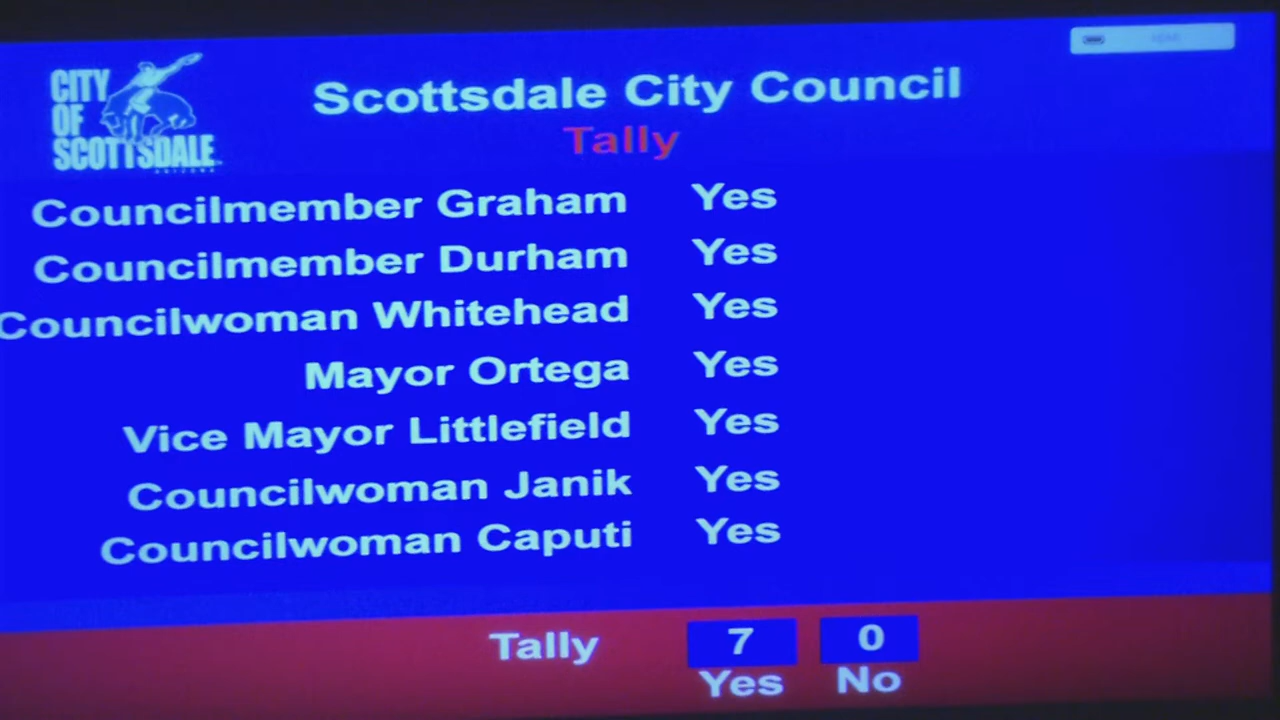 CITY
OF
SCOTTSDALE
Scottsdale City Council
Tally
Councilmember Graham Yes
Councilmember Durham Yes
Councilwoman Whitehead Yes
Mayor Ortega Yes
Vice Mayor Littlefield Yes
Councilwoman Janik Yes
Councilwoman Caputi Yes
Tally 7 0
Yes No